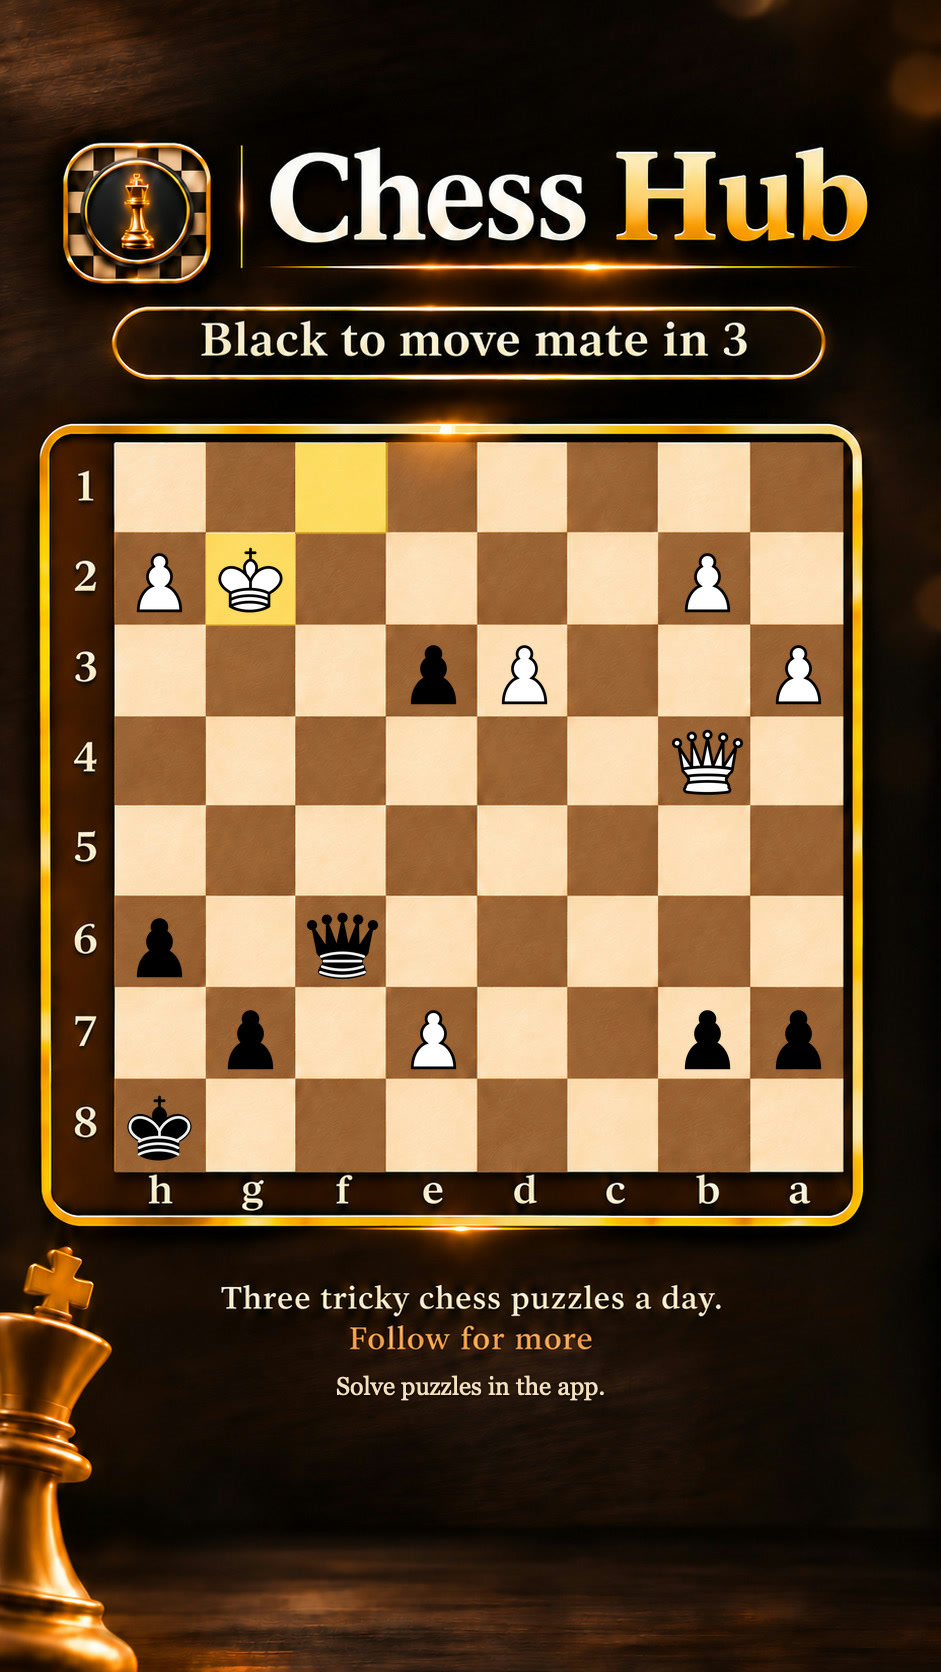 Chess Hub
Black to move mate in 3
1
2
3
4
5
6
7
8
h g f e d c b a
Three tricky chess puzzles a day.
Follow for more
Solve puzzles in the app.